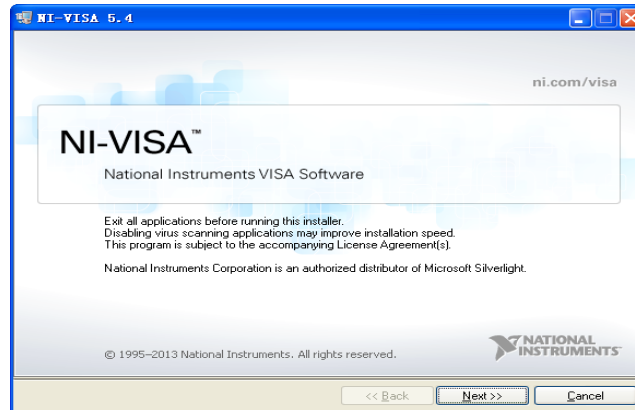 NI-VISA 5.4
ni.com/visa
NI-VISA™
National Instruments VISA Software
Exit all applications before running this installer.
Disabling virus scanning applications may improve installation speed.
This program is subject to the accompanying License Agreement(s).
National Instruments Corporation is an authorized distributor of Microsoft Silverlight.
© 1995–2013 National Instruments. All rights reserved.
NATIONAL
INSTRUMENTS™
<< Back
Next >>
Cancel